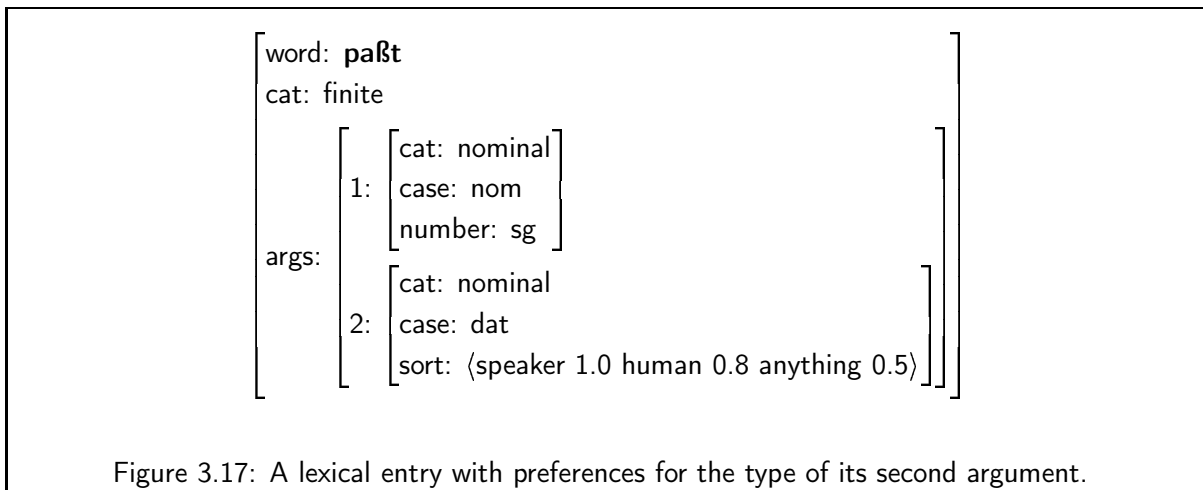 word: paßt
cat: finite
args:
1:
cat: nominal
case: nom
number: sg
2:
cat: nominal
case: dat
sort: ⟨speaker 1.0 human 0.8 anything 0.5⟩
Figure 3.17: A lexical entry with preferences for the type of its second argument.